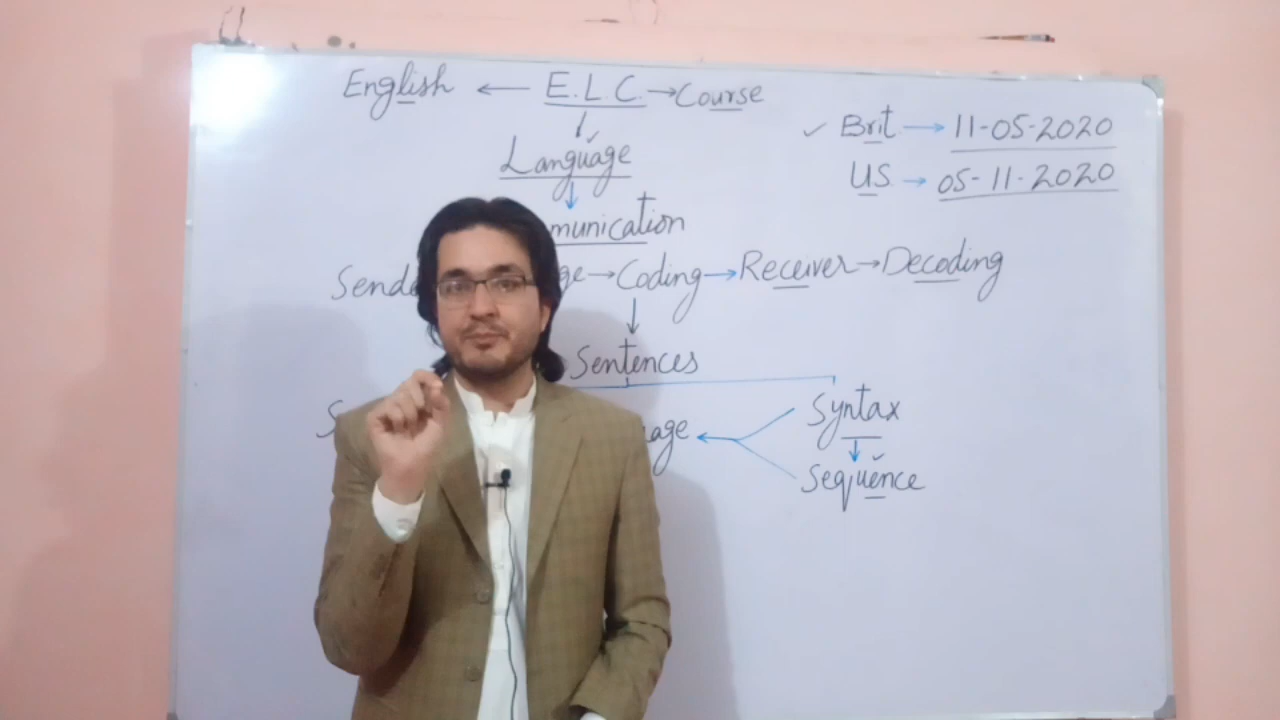 English ← E.L.C. → Course
Brit → 11-05-2020
Language
US → 05-11-2020
munication
Sende ge → Coding → Receiver → Decoding
Sentences
S age Syntax
Sequence